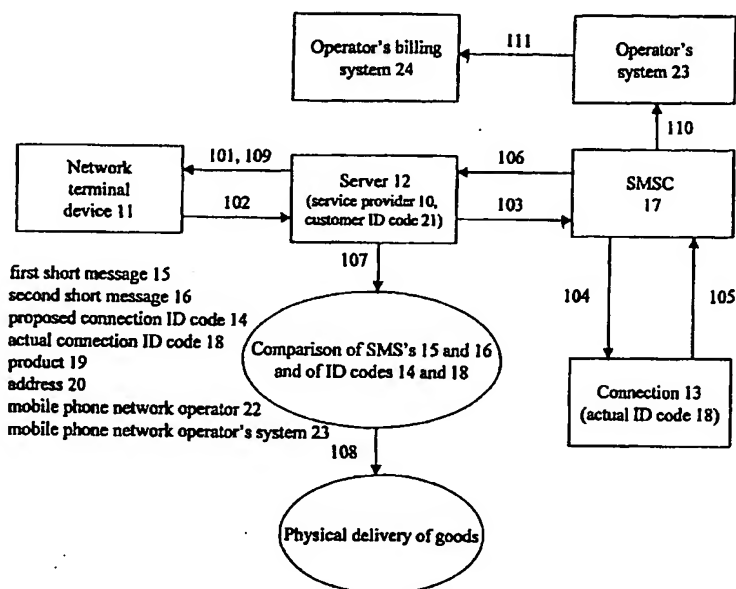 Operator's billing
system 24
111
Operator's
system 23
110
Network
terminal
device 11
101, 109
102
Server 12
(service provider 10,
customer ID code 21)
106
103
SMSC
17
107
104
105
first short message 15
second short message 16
proposed connection ID code 14
actual connection ID code 18
product 19
address 20
mobile phone network operator 22
mobile phone network operator's system 23
Comparison of SMS's 15 and 16
and of ID codes 14 and 18
Connection 13
(actual ID code 18)
108
Physical delivery of goods